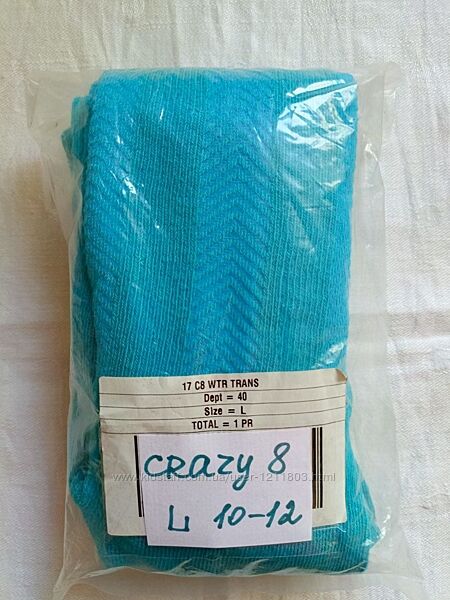 17 C8 WTR TRANS
Dept = 40
Size = L
TOTAL = 1 PR
crazy 8
L 10-12